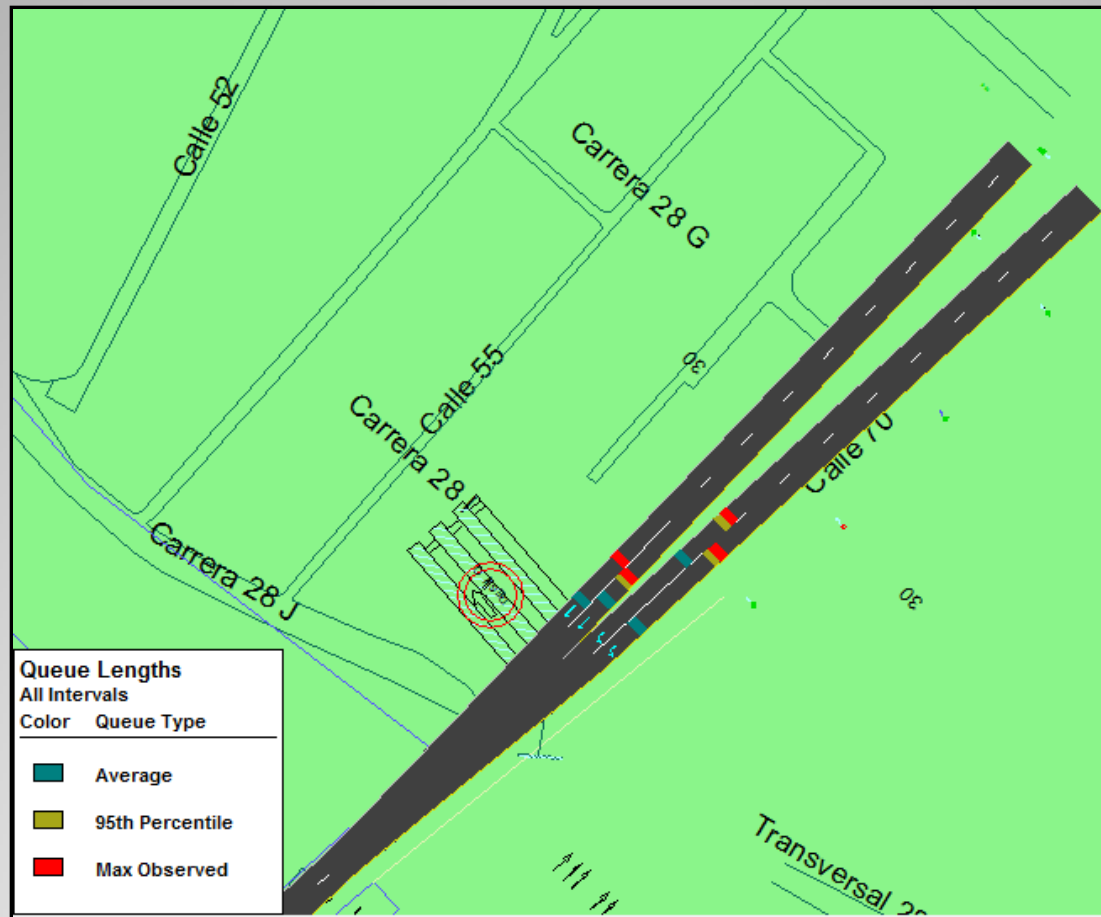 Calle 52
Carrera 28 G
Calle 55
30
Carrera 28 I
Calle 70
Carrera 28 J
30
Queue Lengths
All Intervals
Color Queue Type
Average
95th Percentile
Max Observed
Transversal